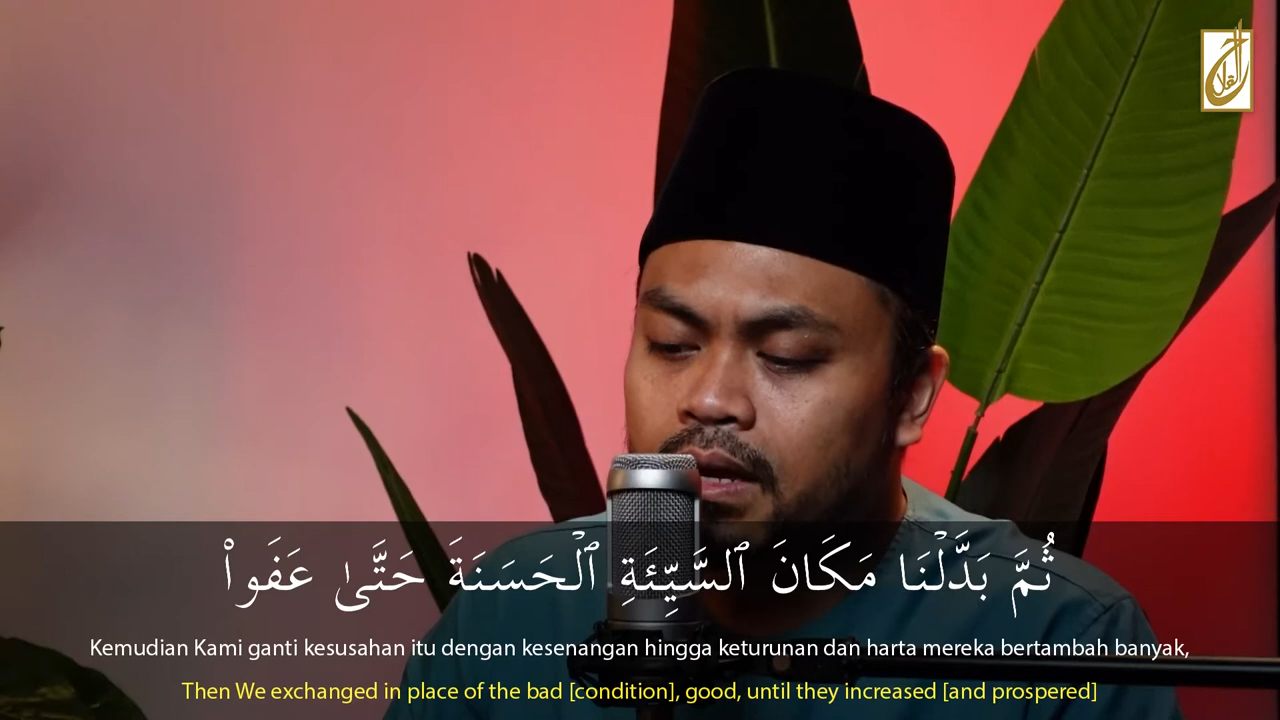 ثُمَّ بَدَّلْنَا مَكَانَ ٱلسَّيِّئَةِ ٱلْحَسَنَةَ حَتَّىٰ عَفَوا۟
Kemudian Kami ganti kesusahan itu dengan kesenangan hingga keturunan dan harta mereka bertambah banyak,
Then We exchanged in place of the bad [condition], good, until they increased [and prospered]